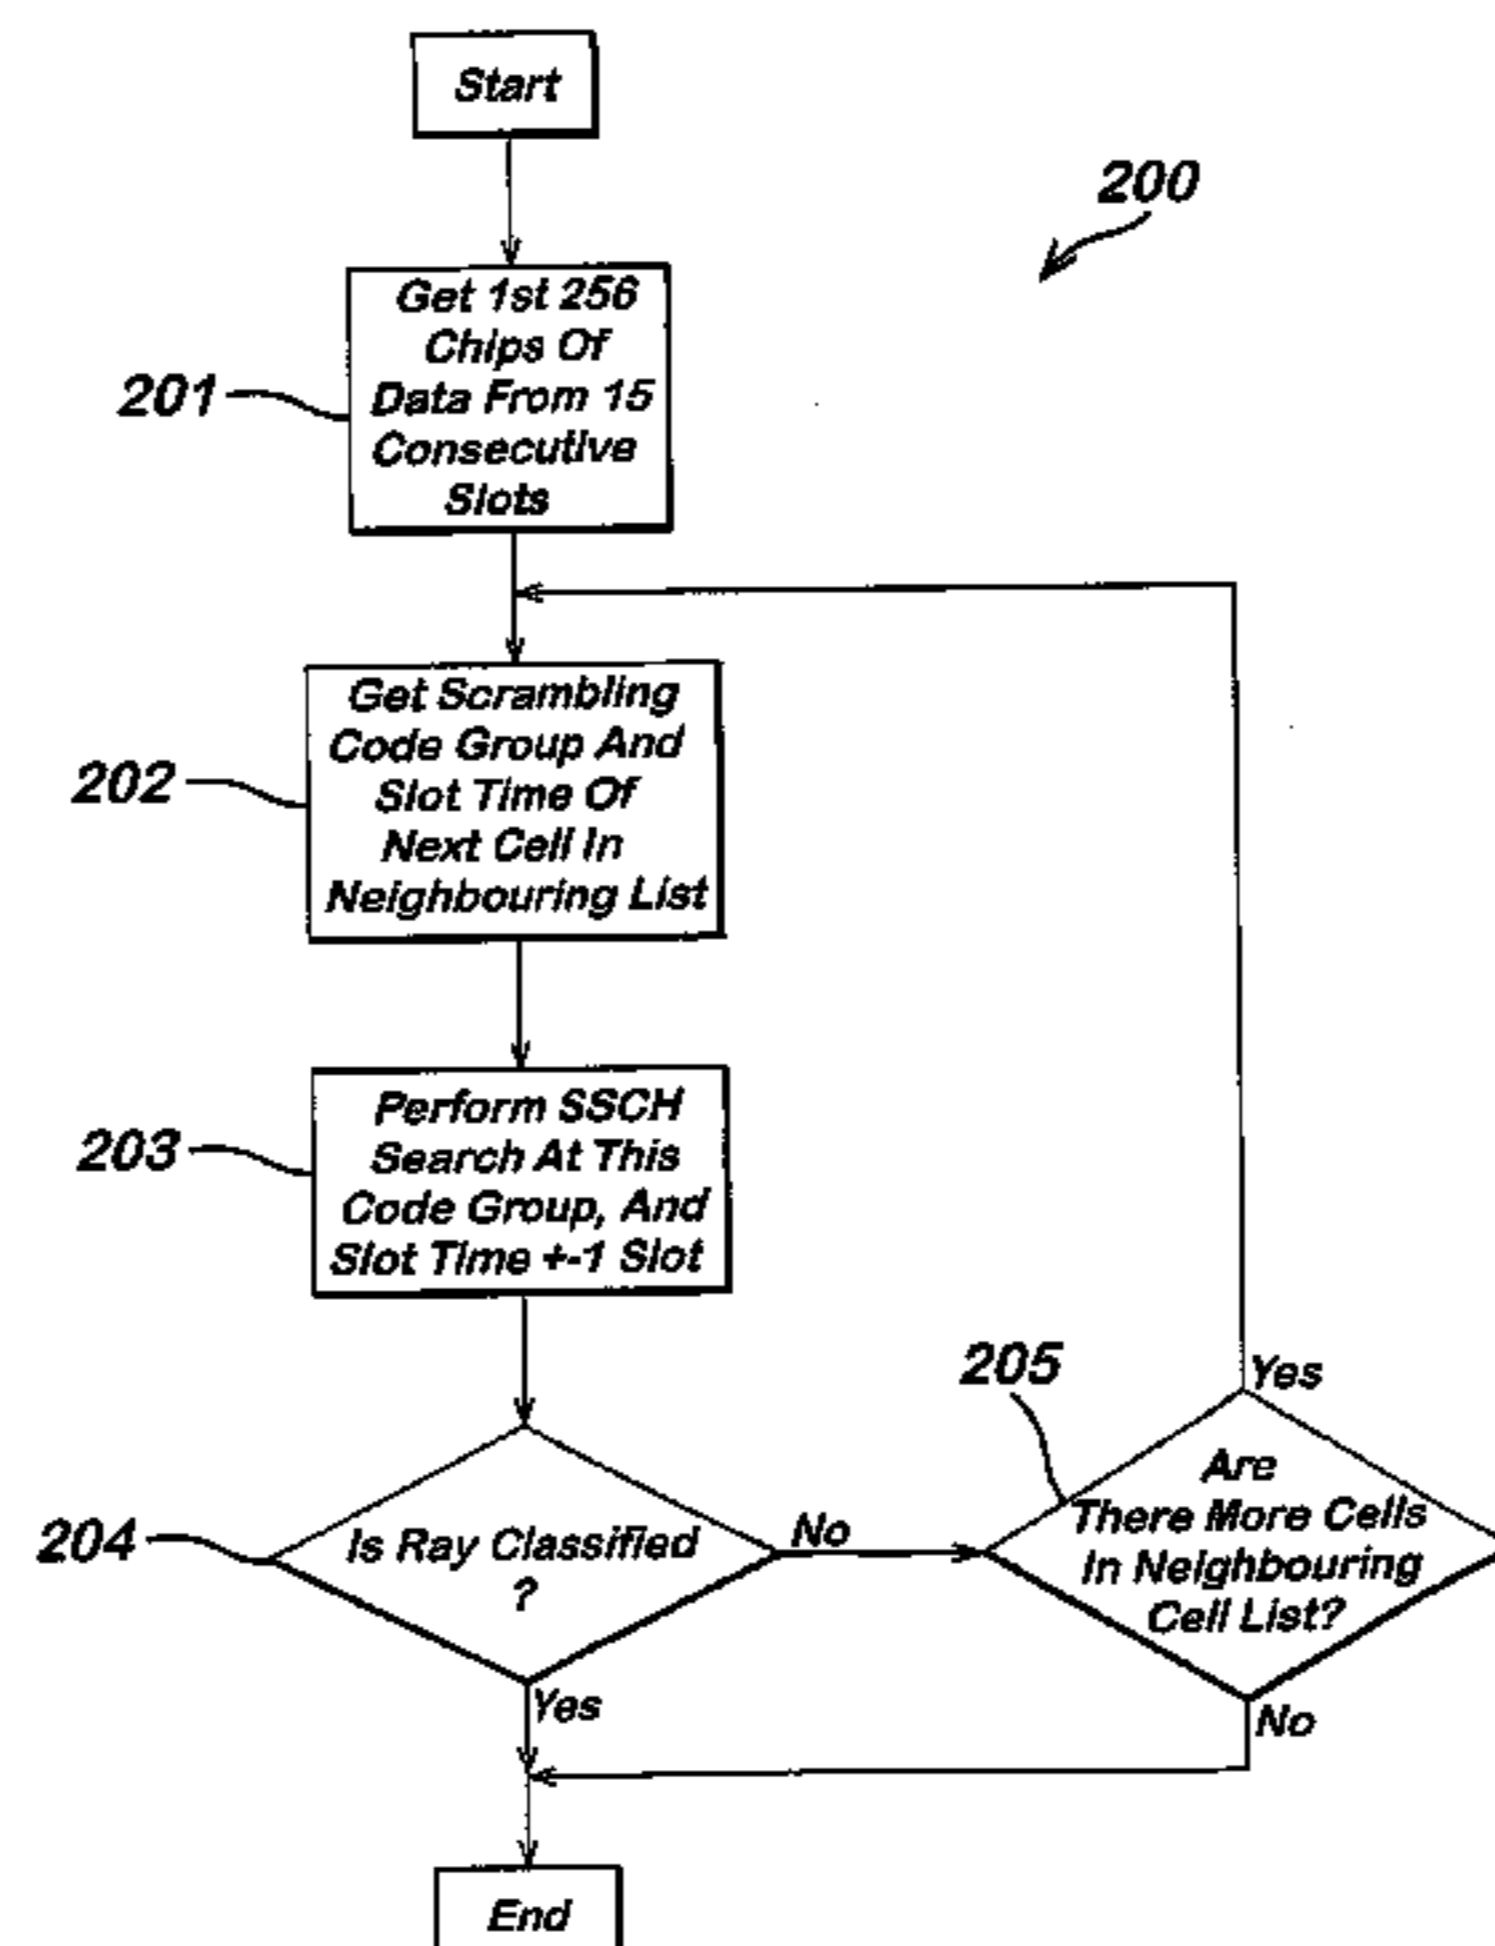 Start
200
Get 1st 256
Chips Of
Data From 15
Consecutive
Slots
201
Get Scrambling
Code Group And
Slot Time Of
Next Cell In
Neighbouring List
202
Perform SSCH
Search At This
Code Group, And
Slot Time +-1 Slot
203
205
Yes
204
Is Ray Classified
?
No
Are
There More Cells
In Neighbouring
Cell List?
Yes
No
End